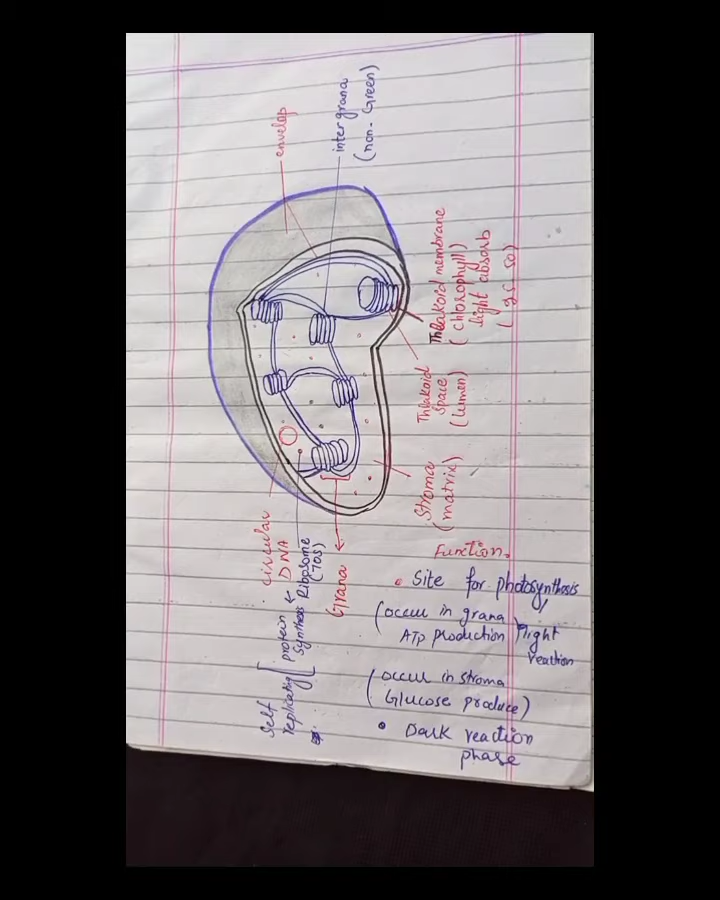 envelop
inter grana
(non-Green)
Thlakoid membrane
(chlorophyll)
light absorb
Thlakoid
space
(lumen)
Stroma
(matrix)
circular
DNA
Ribosome
(70S)
Grana
protein
Synthesis
Self
replicating
Function.
• Site for photosynthesis
(occur in grana
ATP production) light
reaction
(occur in stroma
Glucose produce)
• Dark reaction
phase